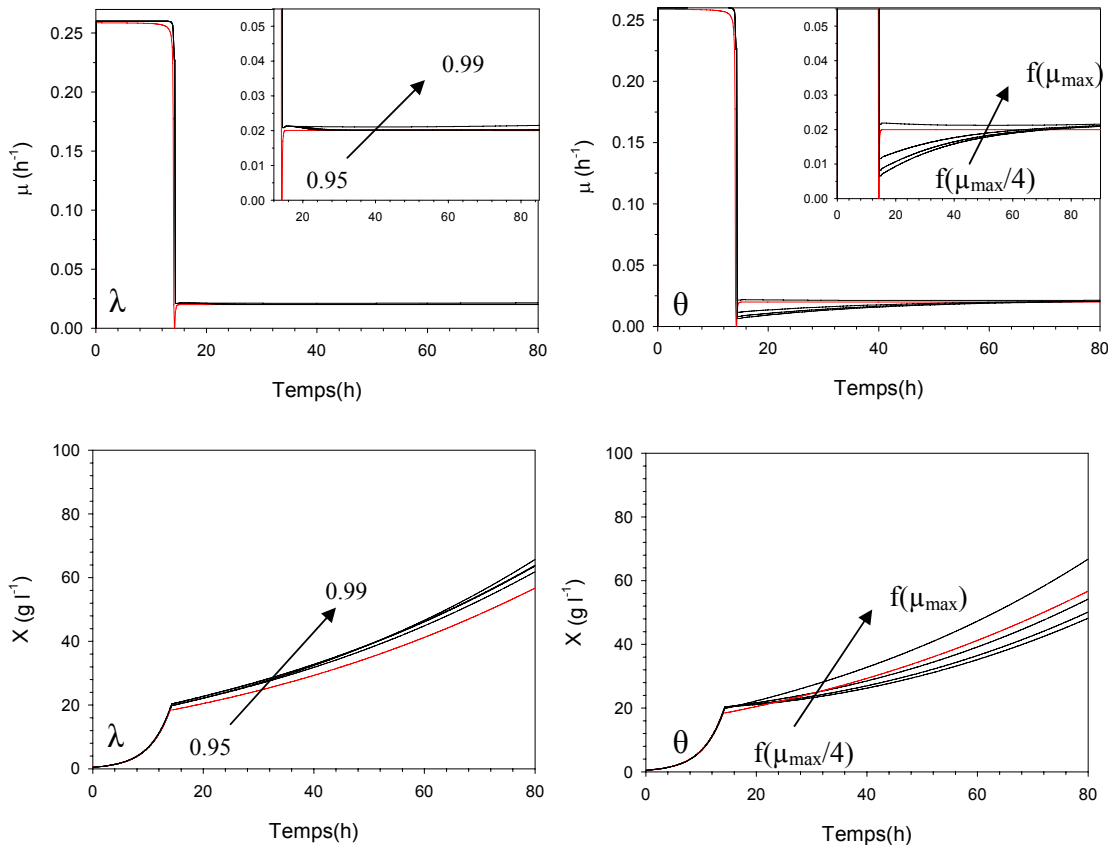 0.25
0.20
0.15
0.10
0.05
0.00
μ (h⁻¹)
0.05
0.04
0.03
0.02
0.01
0.00
0.99
0.95
20 40 60 80
λ
0 20 40 60 80
Temps(h)
0.25
0.20
0.15
0.10
0.05
0.00
μ (h⁻¹)
0.05
0.04
0.03
0.02
0.01
0.00
f(μmax)
f(μmax/4)
0 20 40 60 80
θ
0 20 40 60 80
Temps(h)
100
80
60
40
20
0
X (g l⁻¹)
0.99
0.95
λ
0 20 40 60 80
Temps(h)
100
80
60
40
20
0
X (g l⁻¹)
f(μmax)
f(μmax/4)
θ
0 20 40 60 80
Temps(h)